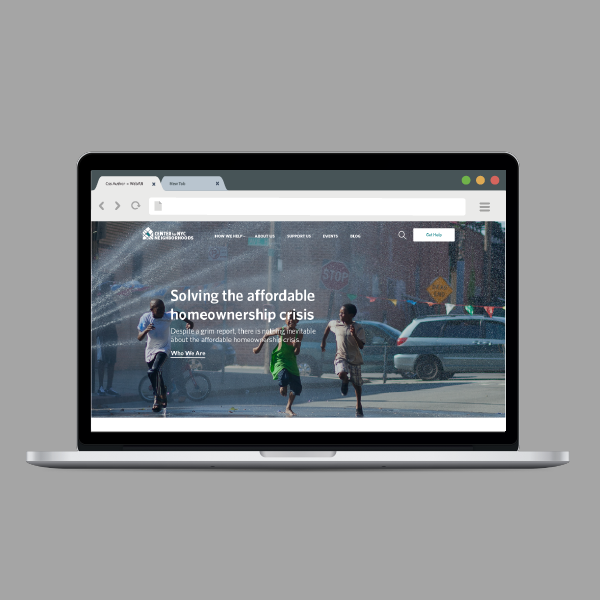 New Tab
CENTER for NYC
NEIGHBORHOODS
HOW WE HELP
ABOUT US
SUPPORT US
EVENTS
BLOG
Get Help
STOP
Solving the affordable
homeownership crisis
Despite a grim report, there is nothing inevitable
about the affordable homeownership crisis.
Who We Are